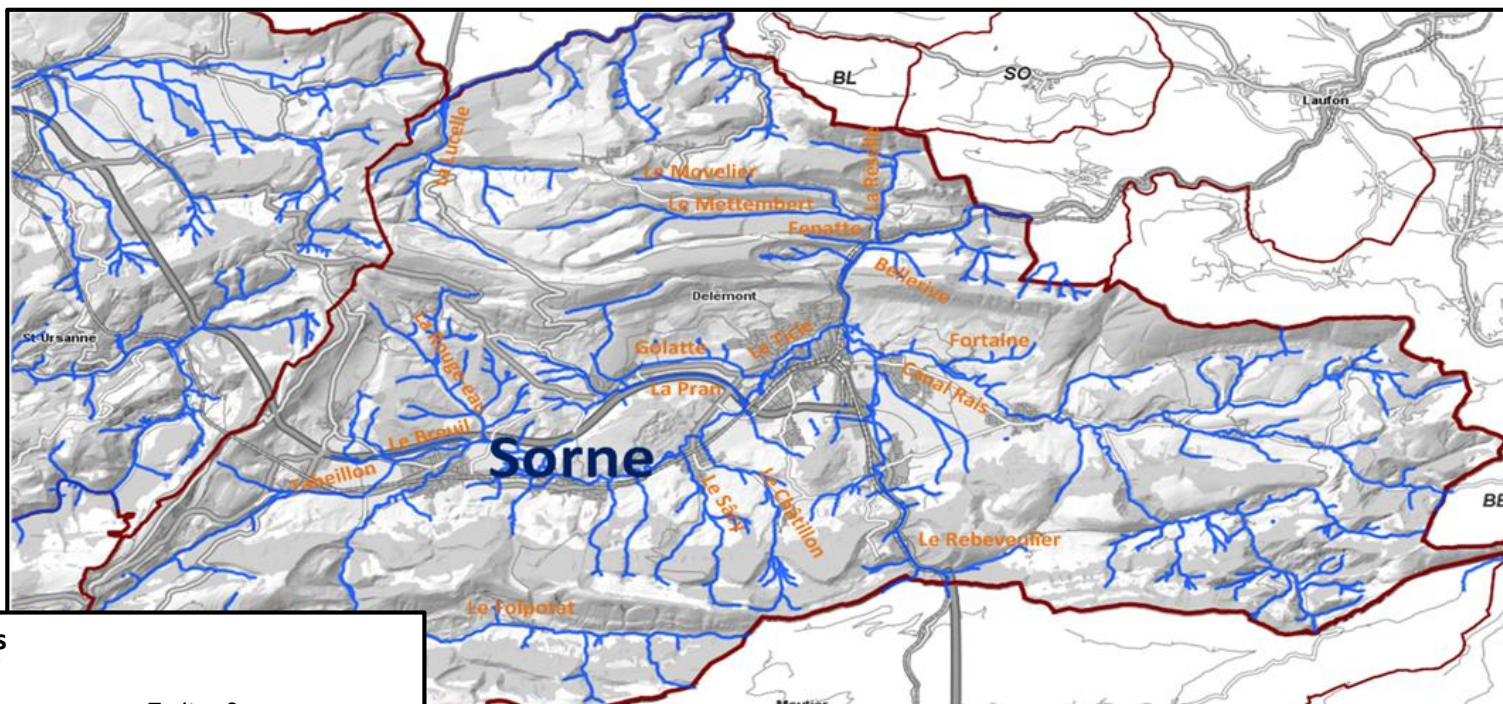 BL
SO
Laufon
La Lucelle
La Réselle
Le Movelier
Le Mettembert
Fenatte
Bellerive
Delémont
St Ursanne
La Rouge eau
Golatte
Le Ticle
Fortaine
La Pran
Canal Rais
Le Breuil
Sorne
Tabeillon
Le Sâcy
Le Châtillon
BE
Le Rebeveulier
Le Folpotat
s